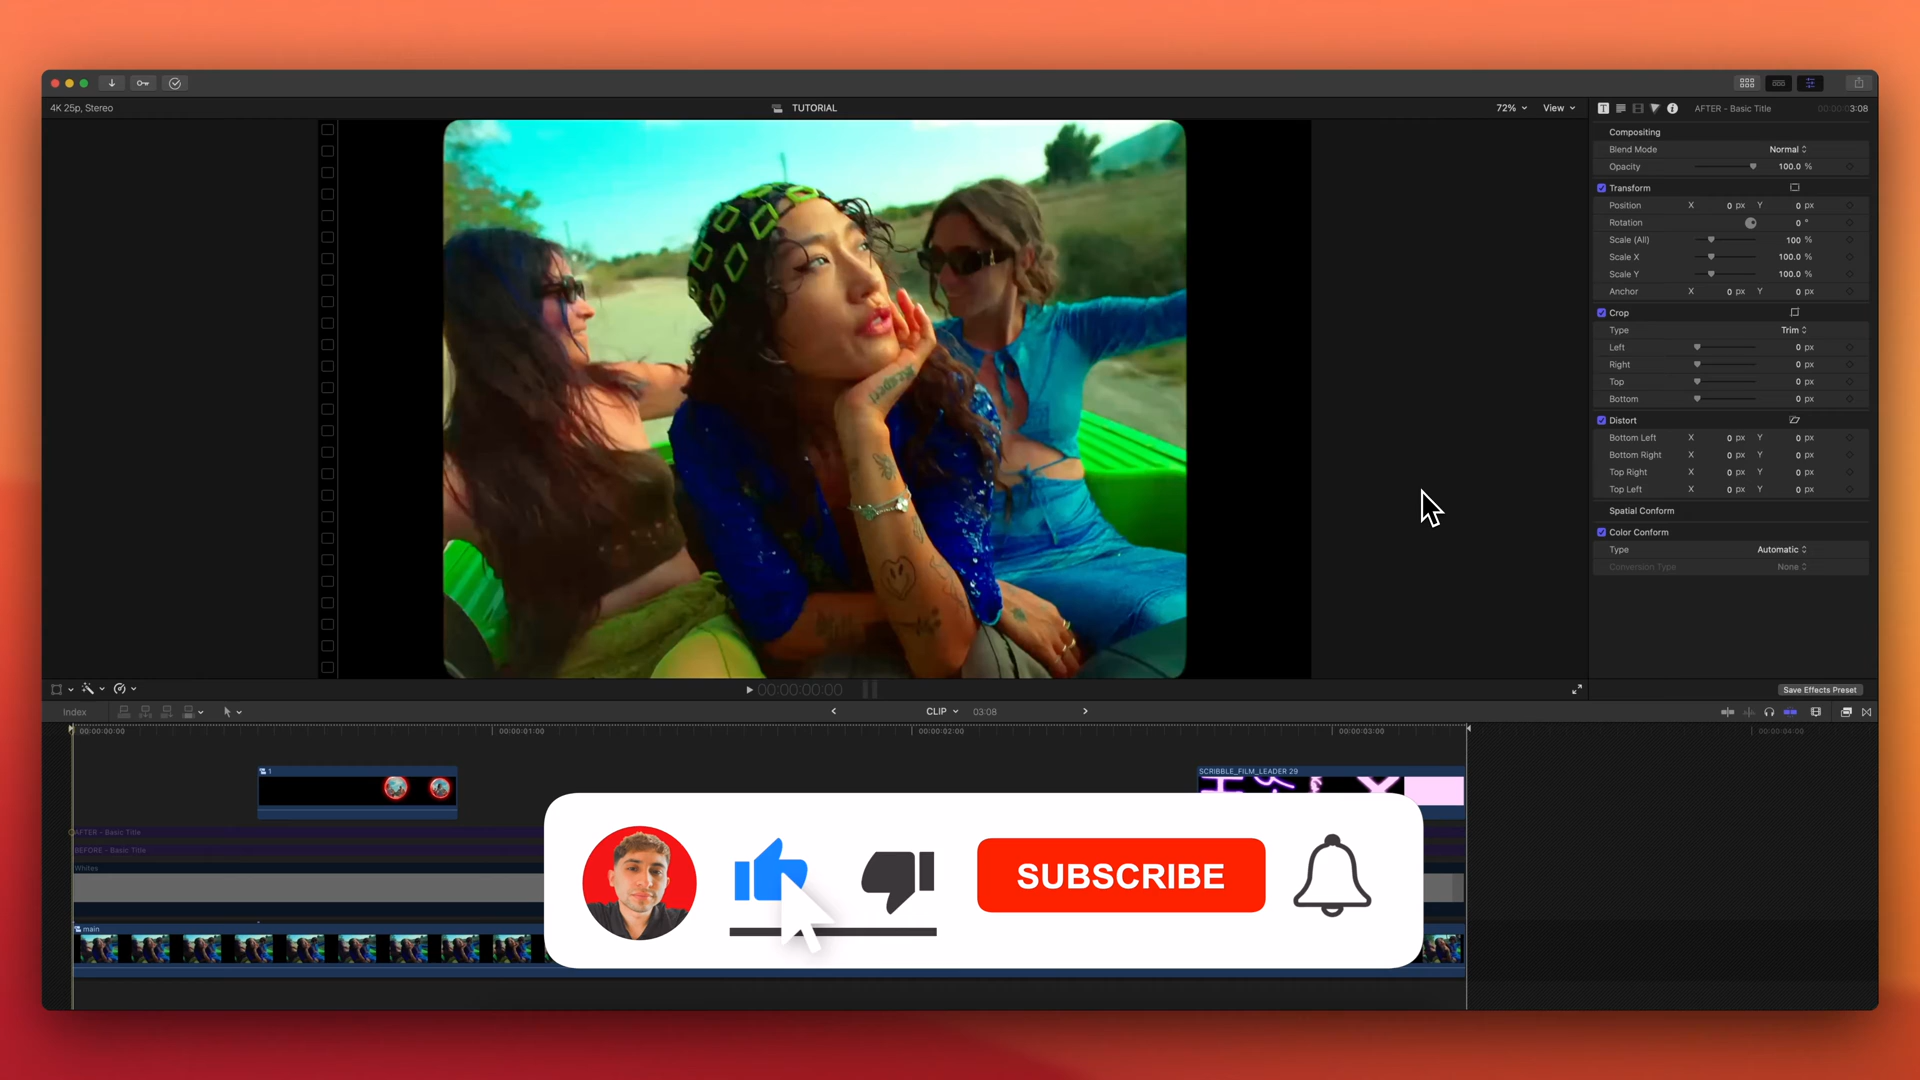 4K 25p, Stereo
TUTORIAL
72%
View
AFTER - Basic Title
00:00:03:08
Compositing
Blend Mode Normal
Opacity 100.0 %
Transform
Position X 0 px Y 0 px
Rotation 0 °
Scale (All) 100 %
Scale X 100.0 %
Scale Y 100.0 %
Anchor X 0 px Y 0 px
Crop
Type Trim
Left 0 px
Right 0 px
Top 0 px
Bottom 0 px
Distort
Bottom Left X 0 px Y 0 px
Bottom Right X 0 px Y 0 px
Top Right X 0 px Y 0 px
Top Left X 0 px Y 0 px
Spatial Conform
Color Conform
Type Automatic
Conversion Type None
00:00:00:00
Save Effects Preset
Index
CLIP
03:08
00:00:00:00
00:00:01:00
00:00:02:00
00:00:03:00
00:00:04:00
1
SCRIBBLE_FILM_LEADER 29
AFTER - Basic Title
BEFORE - Basic Title
Whites
main
SUBSCRIBE